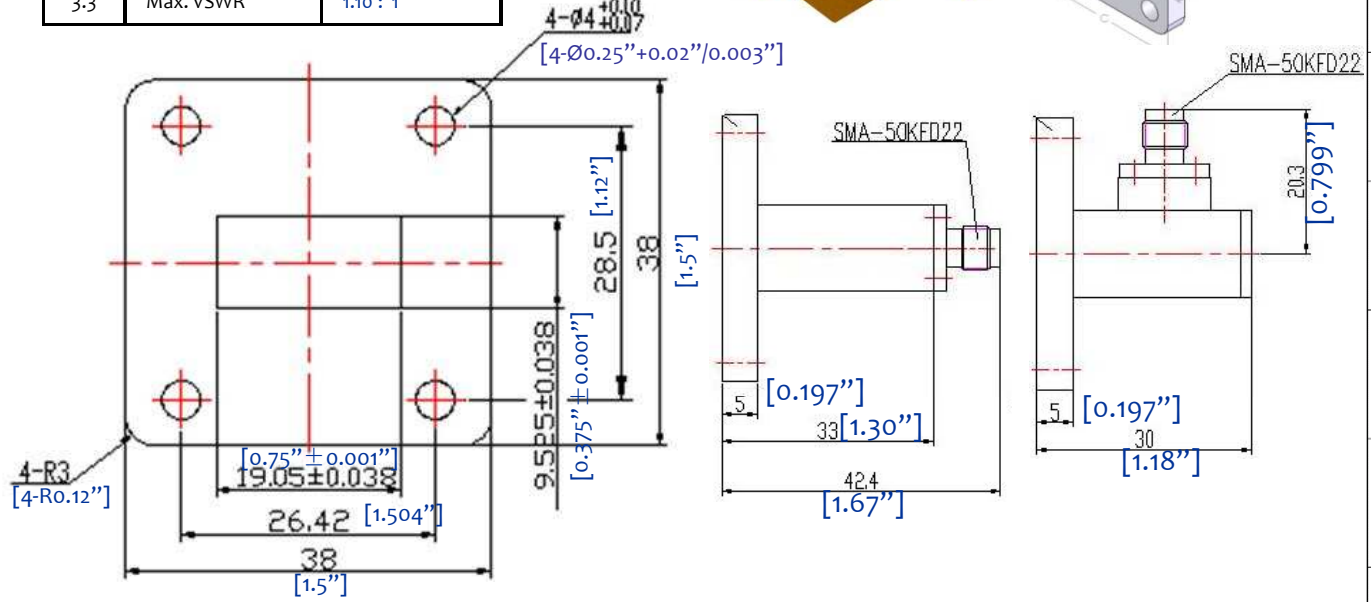 3.3 Max. VSWR 1.10 : 1
4-Ø4 +0.10 +0.07
[4-Ø0.25”+0.02”/0.003”]
C
SMA-50KFD22
SMA-50KFD22
20.3
[0.799”]
[1.12”]
28.5
38
[1.5”]
9.525±0.038
[0.375”±0.001”]
5 [0.197”]
33 [1.30”]
42.4
[1.67”]
5 [0.197”]
30
[1.18”]
4-R3
[4-R0.12”]
[0.75”±0.001”]
19.05±0.038
26.42 [1.504”]
38
[1.5”]